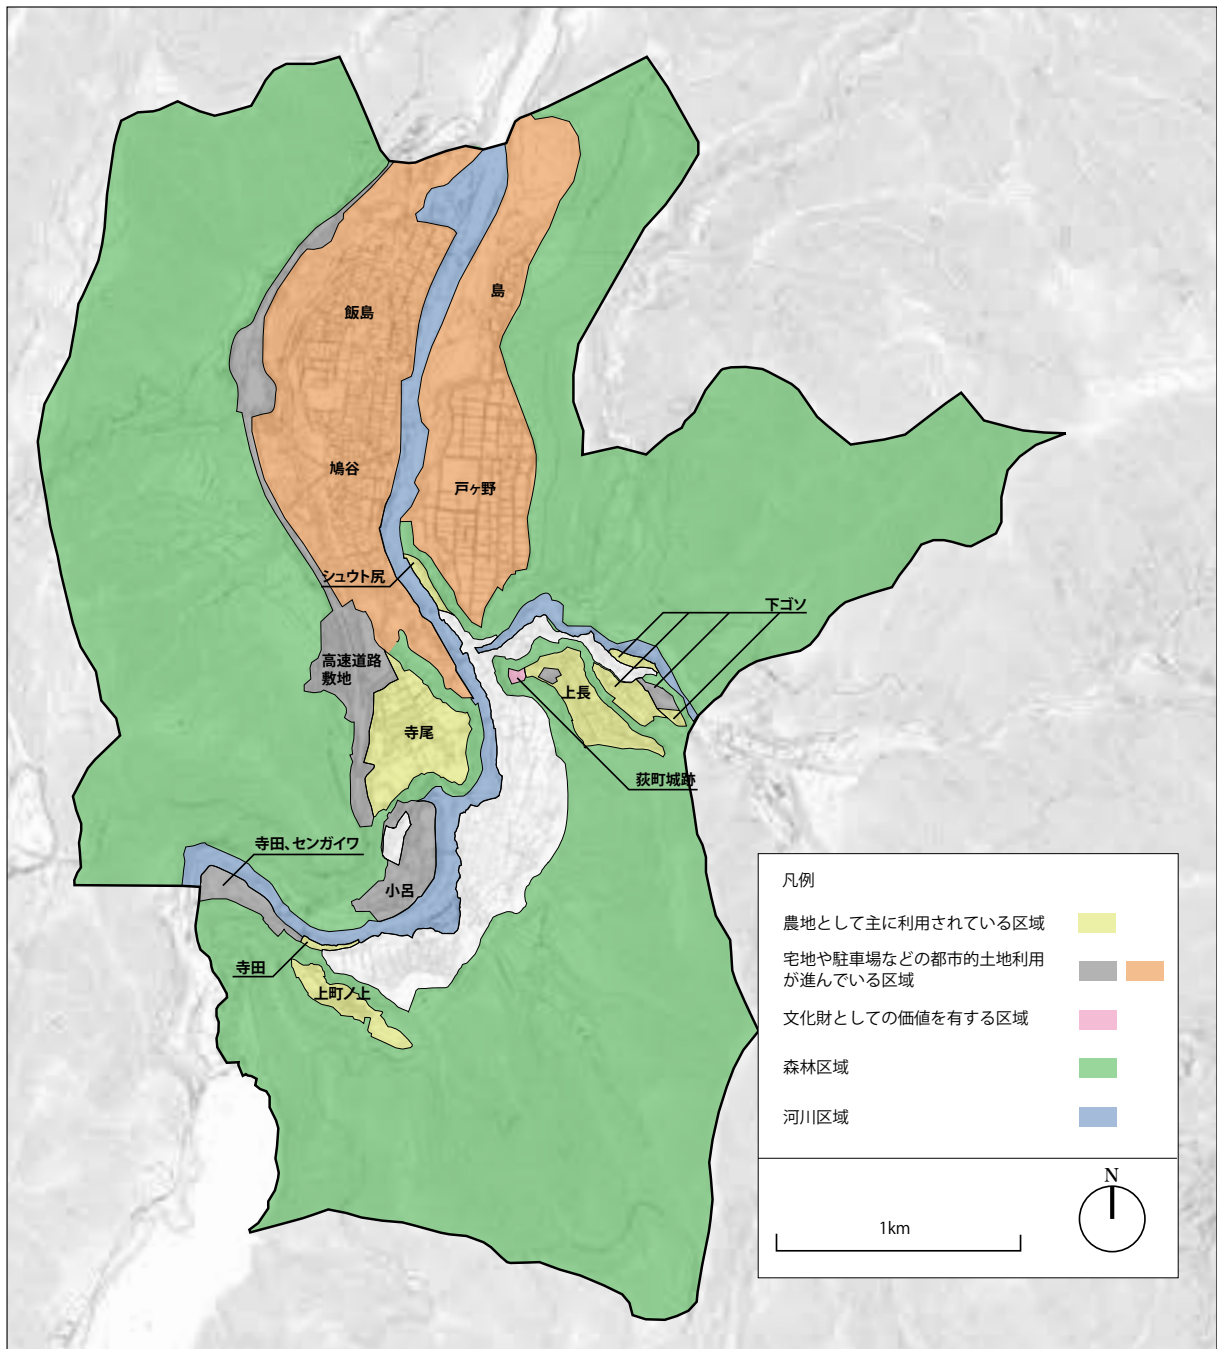 島
飯島
鳩谷
戸ヶ野
シュウト尻
下ゴソ
高速道路
敷地
上長
寺尾
荻町城跡
寺田、センガイワ
小呂
寺田
上町ノ上
凡例
農地として主に利用されている区域
宅地や駐車場などの都市的土地利用
が進んでいる区域
文化財としての価値を有する区域
森林区域
河川区域
N
1km